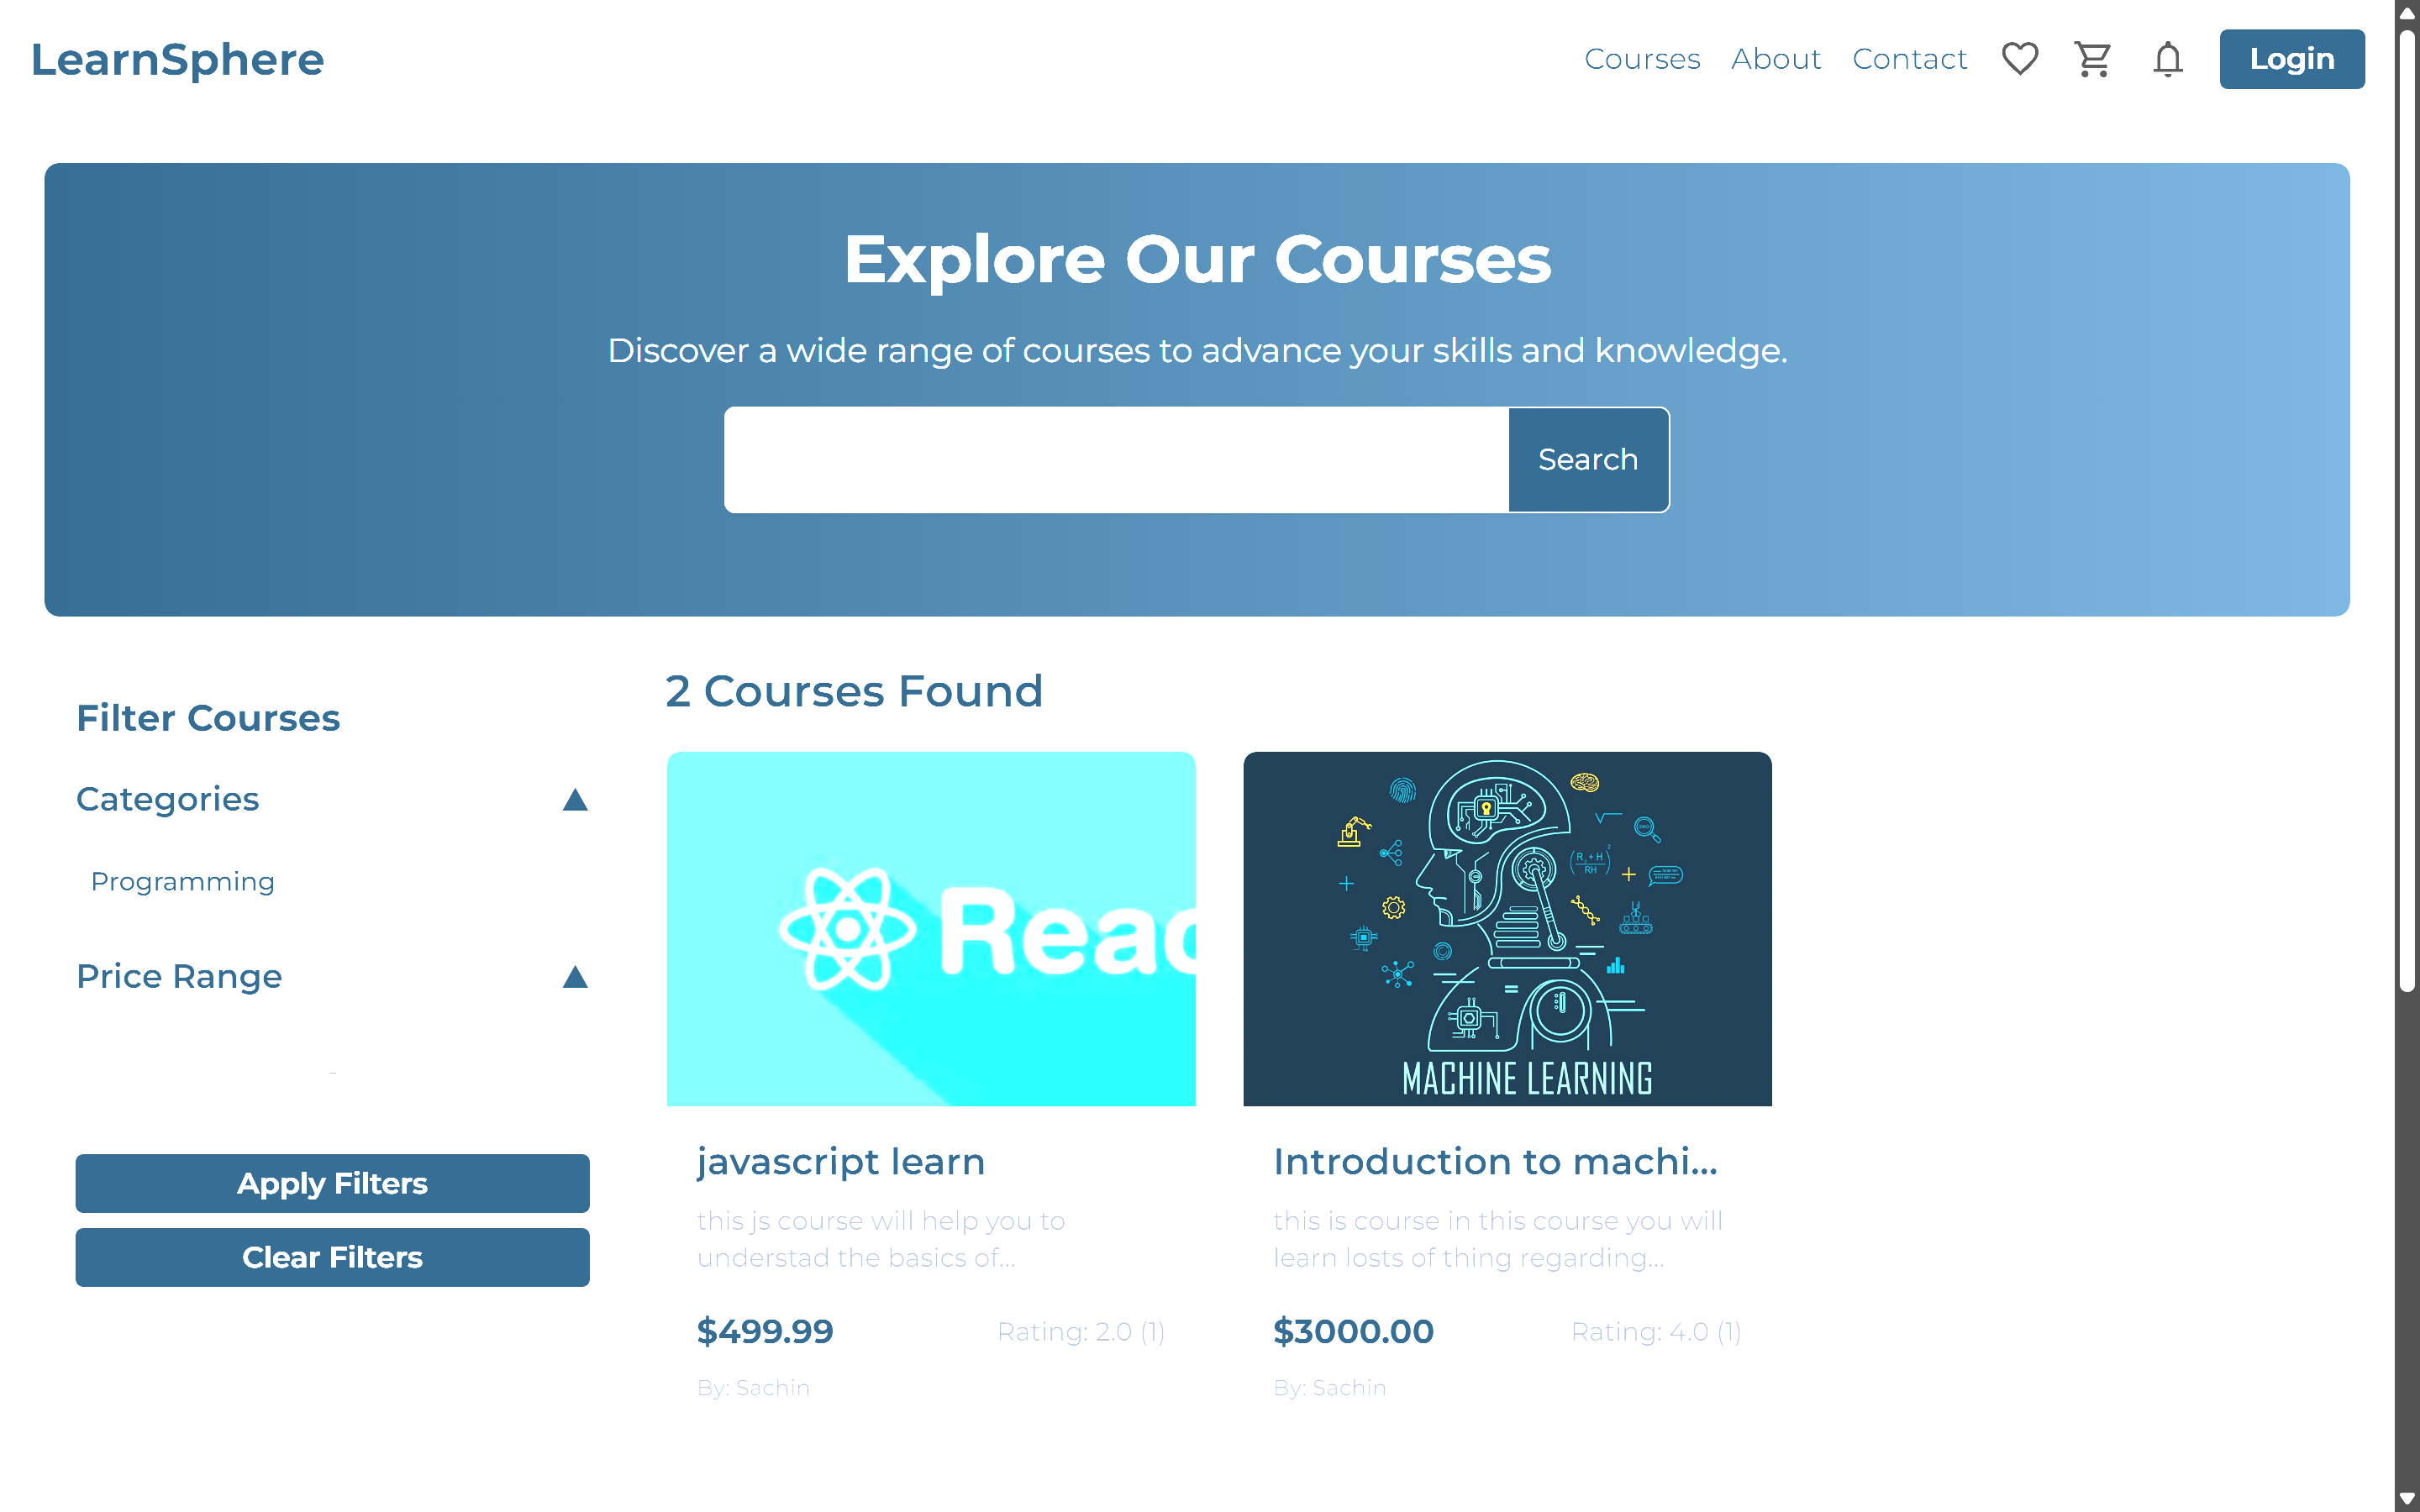 LearnSphere
Courses About Contact Login
Explore Our Courses
Discover a wide range of courses to advance your skills and knowledge.
Search
Filter Courses
Categories
Programming
Price Range
-
Apply Filters
Clear Filters
2 Courses Found
Reac
javascript learn
this js course will help you to
understad the basics of...
$499.99 Rating: 2.0 (1)
By: Sachin
MACHINE LEARNING
Introduction to machi...
this is course in this course you will
learn losts of thing regarding...
$3000.00 Rating: 4.0 (1)
By: Sachin